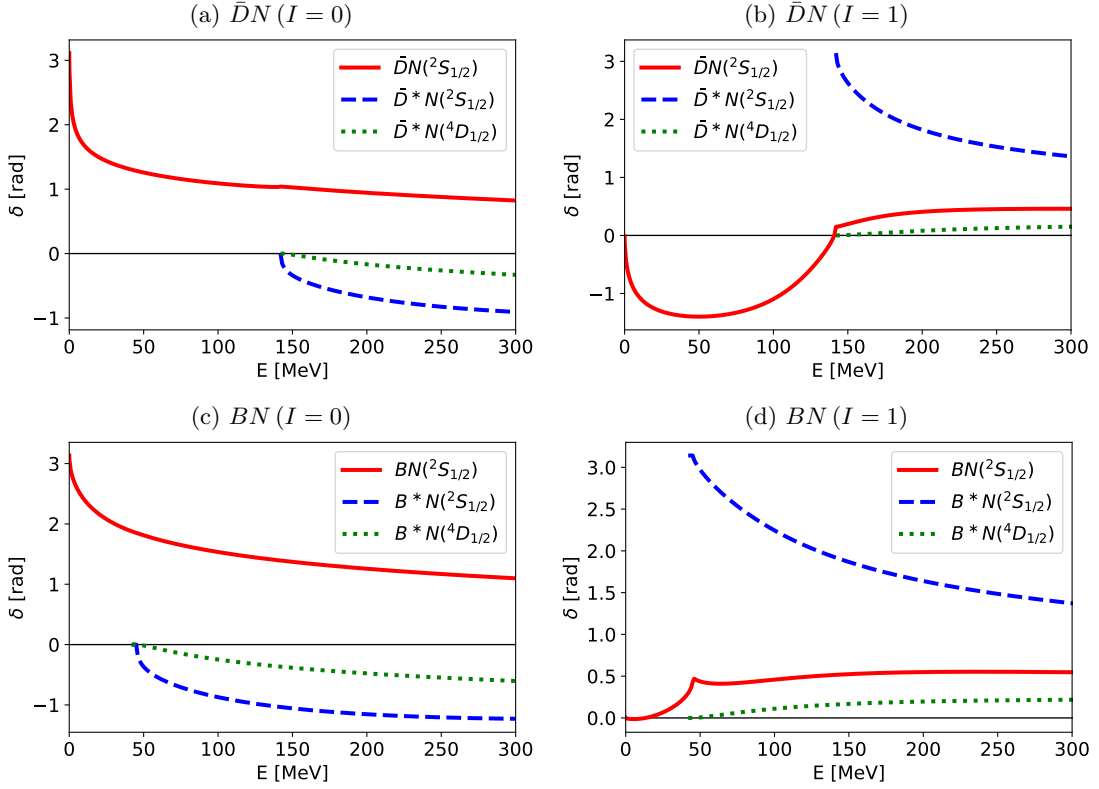 (a) D̄N (I = 0)
3
2
1
0
−1
δ [rad]
D̄N(²S₁/₂)
D̄*N(²S₁/₂)
D̄*N(⁴D₁/₂)
0 50 100 150 200 250 300
E [MeV]
(b) D̄N (I = 1)
3
2
1
0
−1
δ [rad]
D̄N(²S₁/₂)
D̄*N(²S₁/₂)
D̄*N(⁴D₁/₂)
0 50 100 150 200 250 300
E [MeV]
(c) BN (I = 0)
3
2
1
0
−1
δ [rad]
BN(²S₁/₂)
B*N(²S₁/₂)
B*N(⁴D₁/₂)
0 50 100 150 200 250 300
E [MeV]
(d) BN (I = 1)
3.0
2.5
2.0
1.5
1.0
0.5
0.0
δ [rad]
BN(²S₁/₂)
B*N(²S₁/₂)
B*N(⁴D₁/₂)
0 50 100 150 200 250 300
E [MeV]